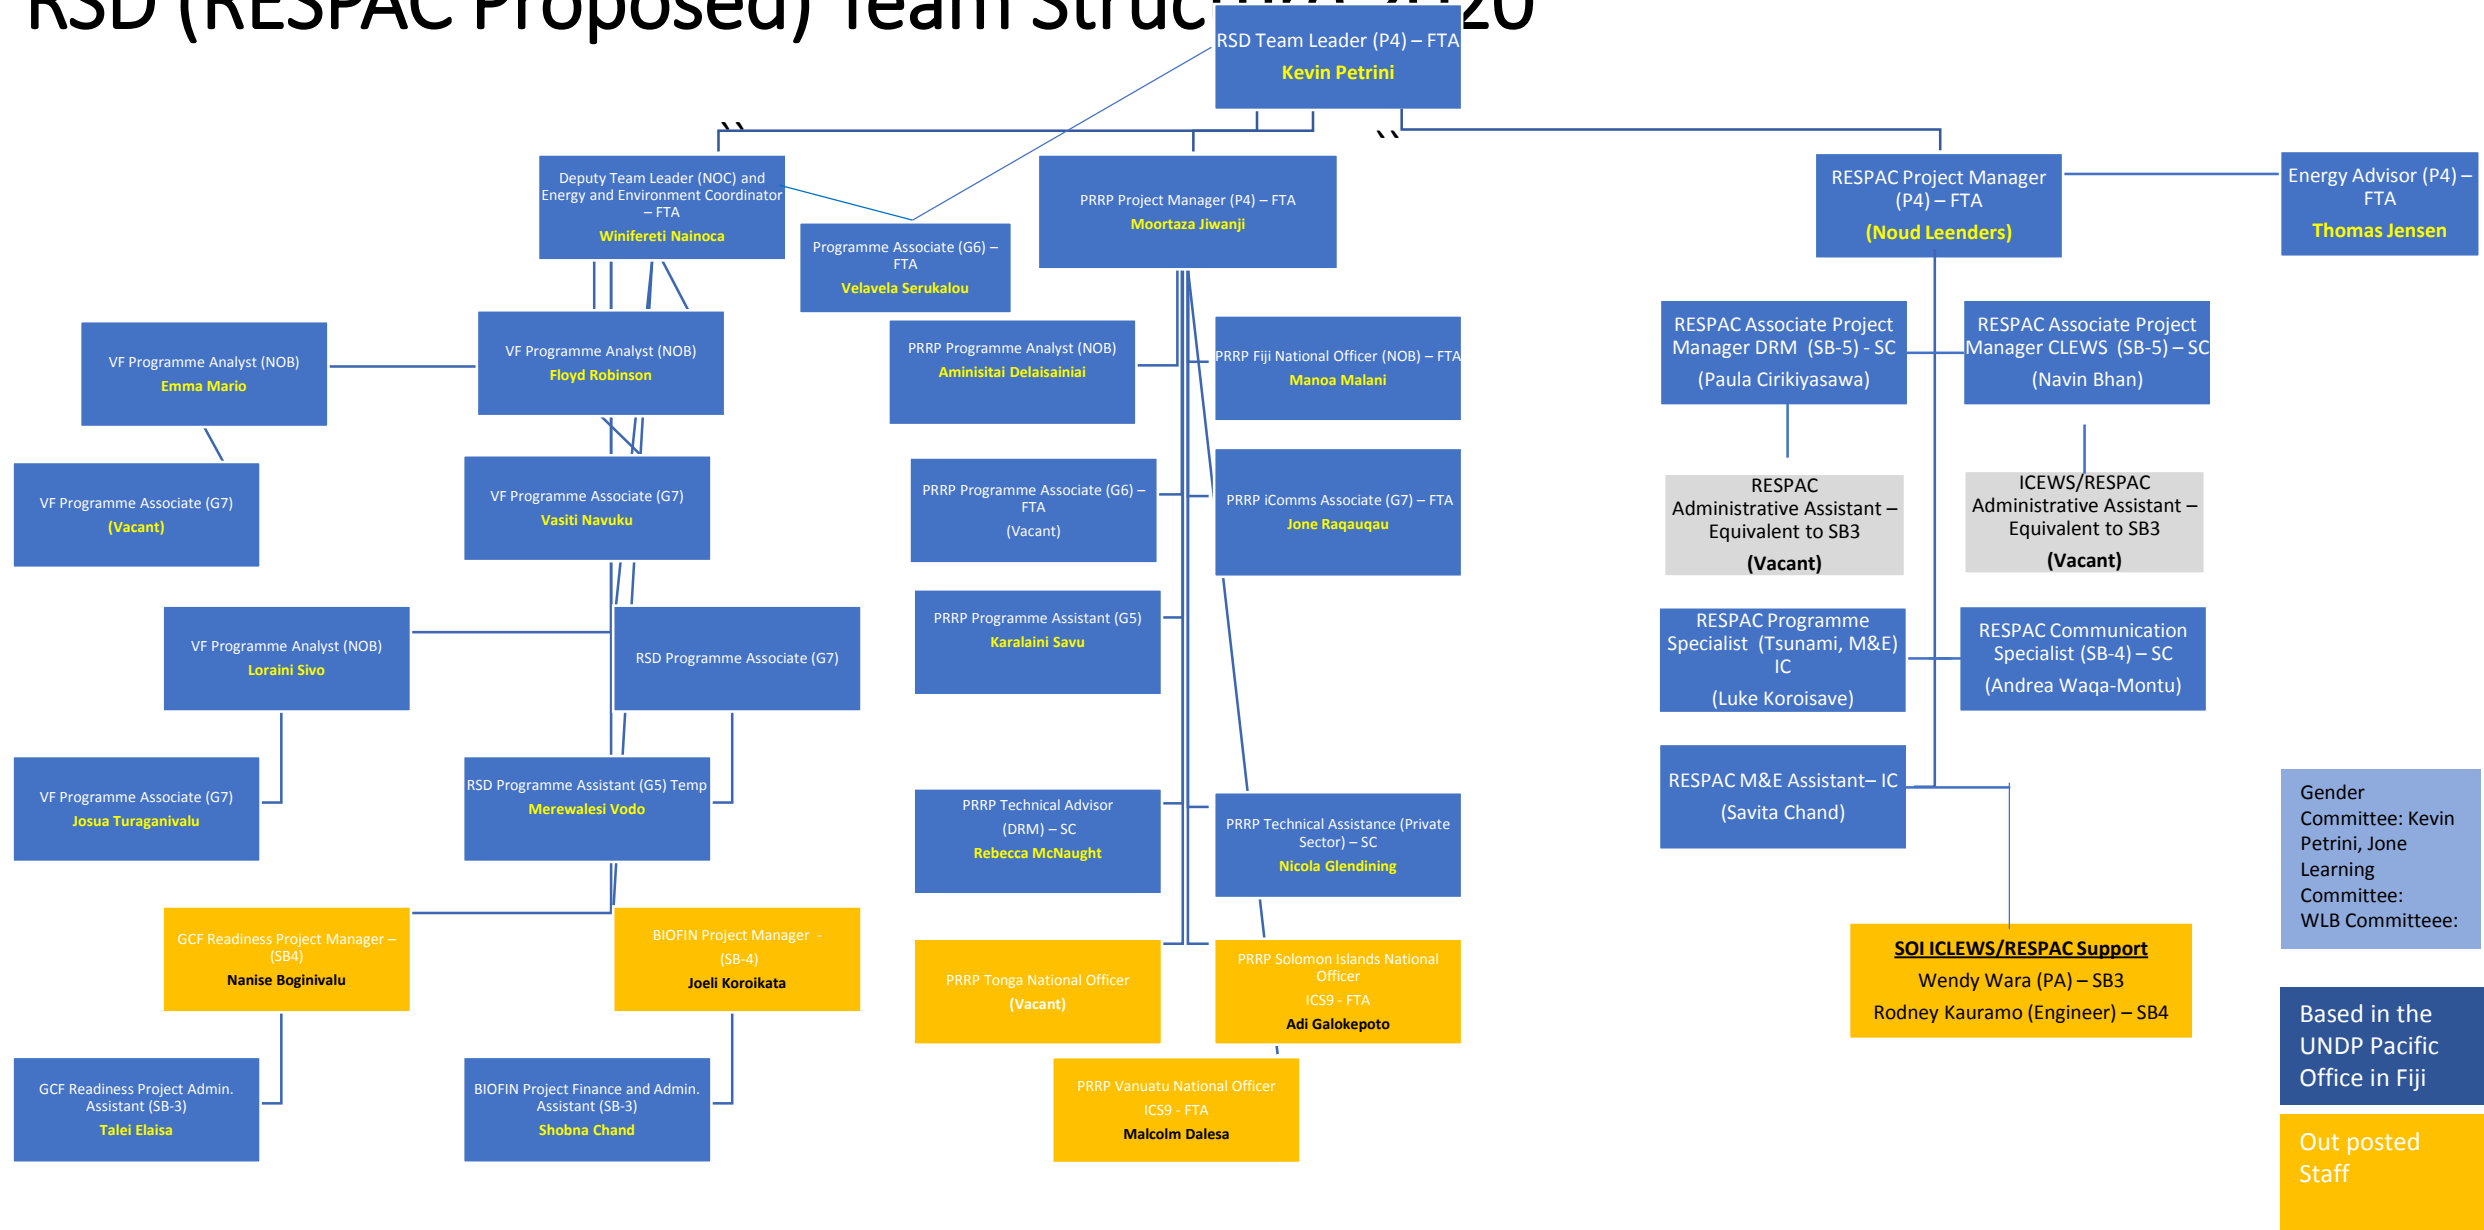 RSD (RESPAC Proposed) Team Structure 2020
RSD Team Leader (P4) – FTA
Kevin Petrini
``
``
Deputy Team Leader (NOC) and
Energy and Environment Coordinator
– FTA
Winifereti Nainoca
Programme Associate (G6) –
FTA
Velavela Serukalou
PRRP Project Manager (P4) – FTA
Moortaza Jiwanji
RESPAC Project Manager
(P4) – FTA
(Noud Leenders)
Energy Advisor (P4) –
FTA
Thomas Jensen
VF Programme Analyst (NOB)
Emma Mario
VF Programme Analyst (NOB)
Floyd Robinson
PRRP Programme Analyst (NOB)
Aminisitai Delaisainiai
PRRP Fiji National Officer (NOB) – FTA
Manoa Malani
RESPAC Associate Project
Manager DRM  (SB-5) - SC
(Paula Cirikiyasawa)
RESPAC Associate Project
Manager CLEWS  (SB-5) – SC
(Navin Bhan)
VF Programme Associate (G7)
(Vacant)
VF Programme Associate (G7)
Vasiti Navuku
PRRP Programme Associate (G6) –
FTA
(Vacant)
PRRP iComms Associate (G7) – FTA
Jone Raqauqau
RESPAC
Administrative Assistant –
Equivalent to SB3
(Vacant)
ICEWS/RESPAC
Administrative Assistant –
Equivalent to SB3
(Vacant)
VF Programme Analyst (NOB)
Loraini Sivo
RSD Programme Associate (G7)
PRRP Programme Assistant (G5)
Karalaini Savu
RESPAC Programme
Specialist  (Tsunami, M&E)
IC
(Luke Koroisave)
RESPAC Communication
Specialist (SB-4) – SC
(Andrea Waqa-Montu)
VF Programme Associate (G7)
Josua Turaganivalu
RSD Programme Assistant (G5) Temp
Merewalesi Vodo
PRRP Technical Advisor
(DRM) – SC
Rebecca McNaught
PRRP Technical Assistance (Private
Sector) – SC
Nicola Glendining
RESPAC M&E Assistant– IC
(Savita Chand)
Gender
Committee: Kevin
Petrini, Jone
Learning
Committee:
WLB Committeee:
GCF Readiness Project Manager –
(SB4)
Nanise Boginivalu
BIOFIN Project Manager  -
(SB-4)
Joeli Koroikata
PRRP Tonga National Officer
(Vacant)
PRRP Solomon Islands National
Officer
ICS9 - FTA
Adi Galokepoto
SOI ICLEWS/RESPAC Support
Wendy Wara (PA) – SB3
Rodney Kauramo (Engineer) – SB4
Based in the
UNDP Pacific
Office in Fiji
GCF Readiness Project Admin.
Assistant (SB-3)
Talei Elaisa
BIOFIN Project Finance and Admin.
Assistant (SB-3)
Shobna Chand
PRRP Vanuatu National Officer
ICS9 - FTA
Malcolm Dalesa
Out posted
Staff